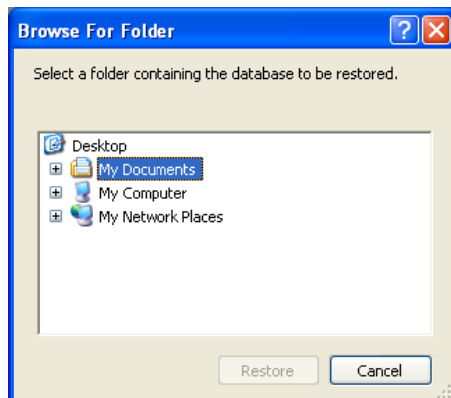 Browse For Folder
Select a folder containing the database to be restored.
Desktop
My Documents
My Computer
My Network Places
Restore
Cancel